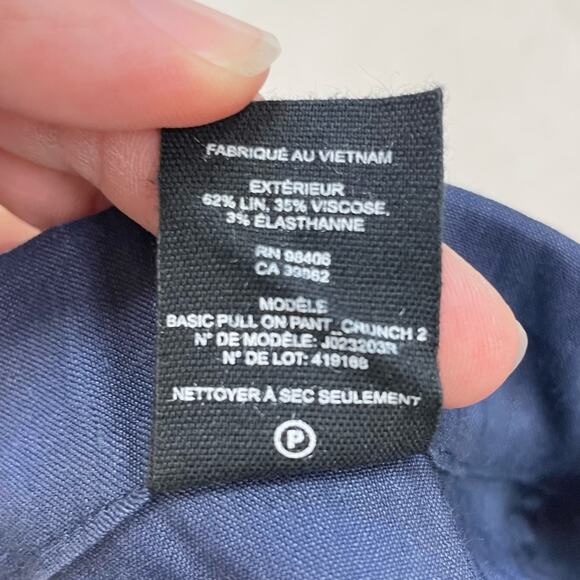 FABRIQUÉ AU VIETNAM
EXTÉRIEUR
62% LIN, 35% VISCOSE,
3% ÉLASTHANNE
RN 98406
CA 39862
MODÈLE
BASIC PULL ON PANT_CRUNCH 2
N° DE MODÈLE: J023203R
N° DE LOT: 419168
NETTOYER À SEC SEULEMENT
P